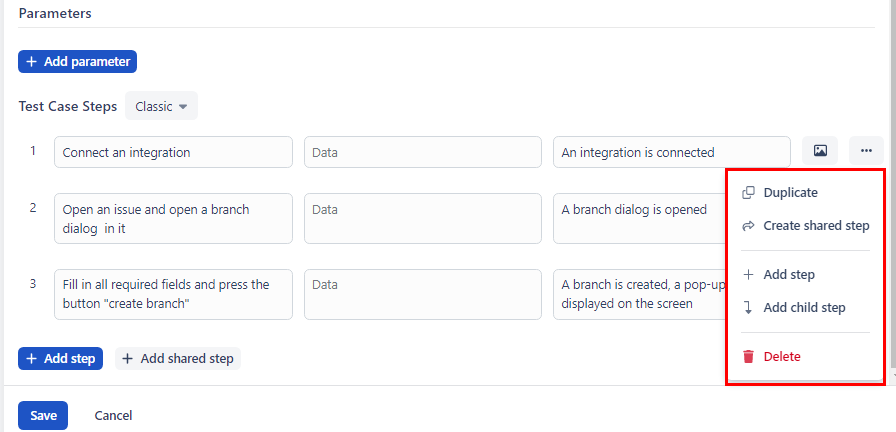 Parameters
+ Add parameter
Test Case Steps Classic
1 Connect an integration Data An integration is connected
Duplicate
2 Open an issue and open a branch Data A branch dialog is opened
dialog in it
Create shared step
Add step
3 Fill in all required fields and press the Data A branch is created, a pop-up
button "create branch" displayed on the screen
Add child step
+ Add step + Add shared step
Delete
Save Cancel